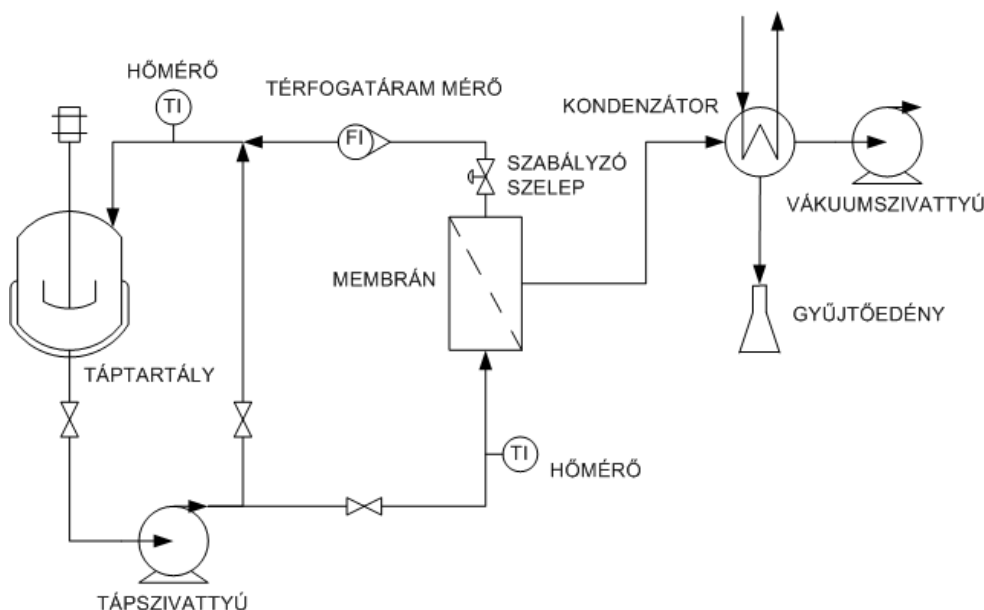 HŐMÉRŐ
TI
TÉRFOGATÁRAM MÉRŐ
FI
KONDENZÁTOR
SZABÁLYZÓ
SZELEP
VÁKUUMSZIVATTYÚ
MEMBRÁN
GYŰJTŐEDÉNY
TÁPTARTÁLY
TI
HŐMÉRŐ
TÁPSZIVATTYÚ